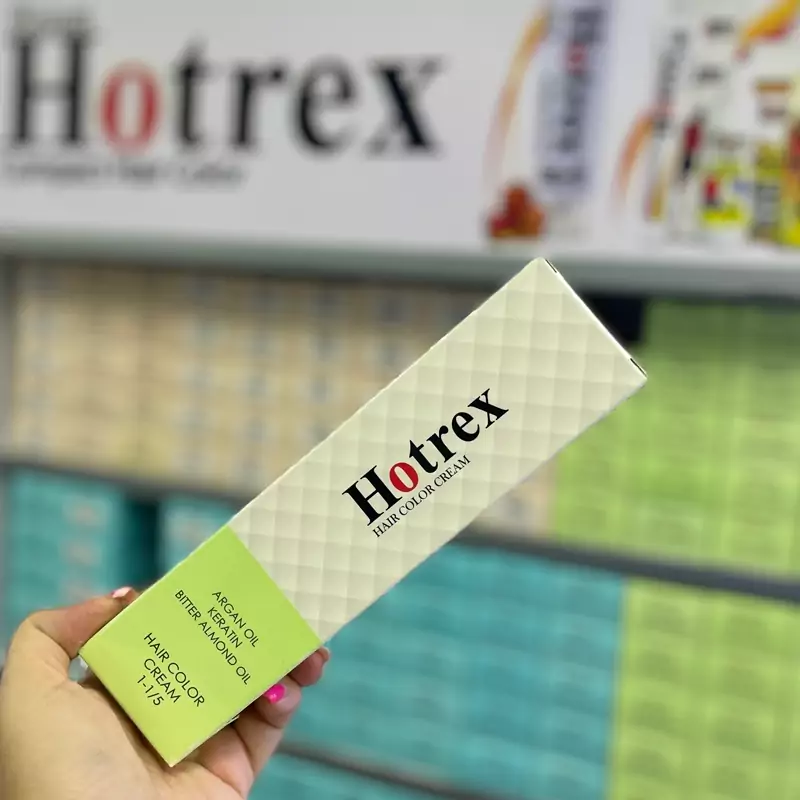 Hotrex
Hotrex
HAIR COLOR CREAM
ARGAN OIL
KERATIN
BITTER ALMOND OIL
HAIR COLOR
CREAM
1-1/5